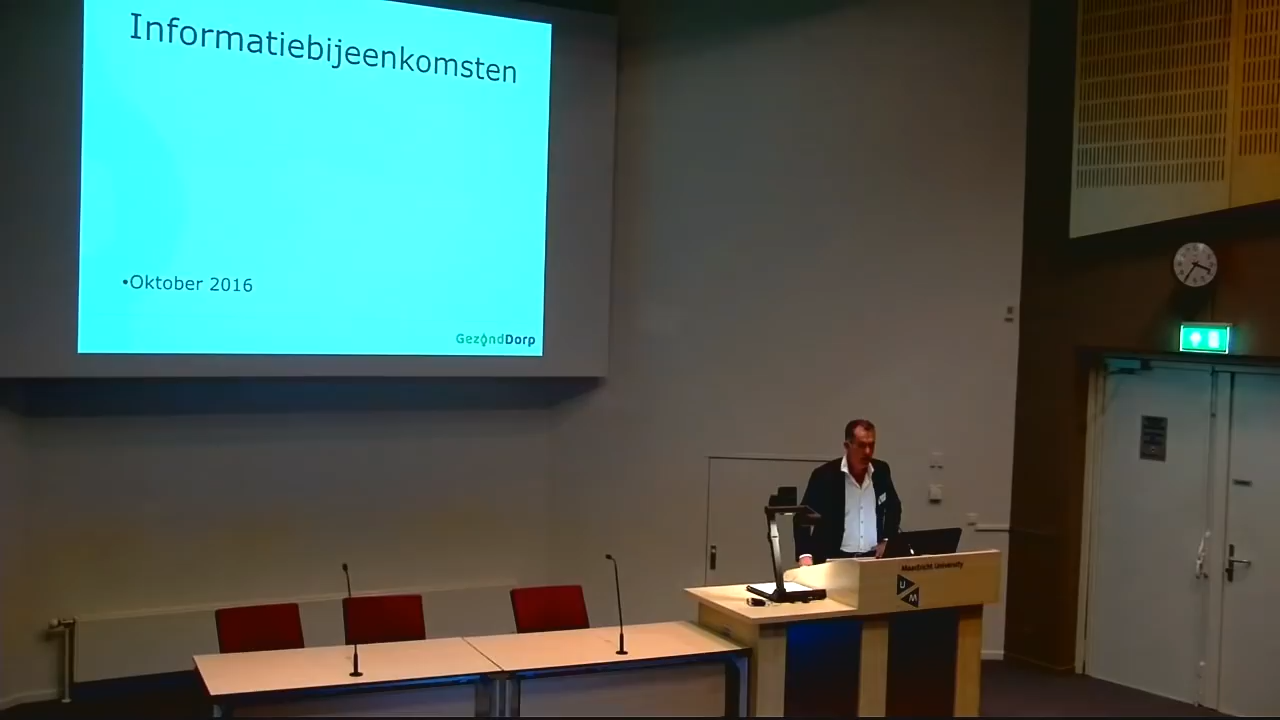 Informatiebijeenkomsten
•Oktober 2016
GezondDorp
Maastricht University
U
M